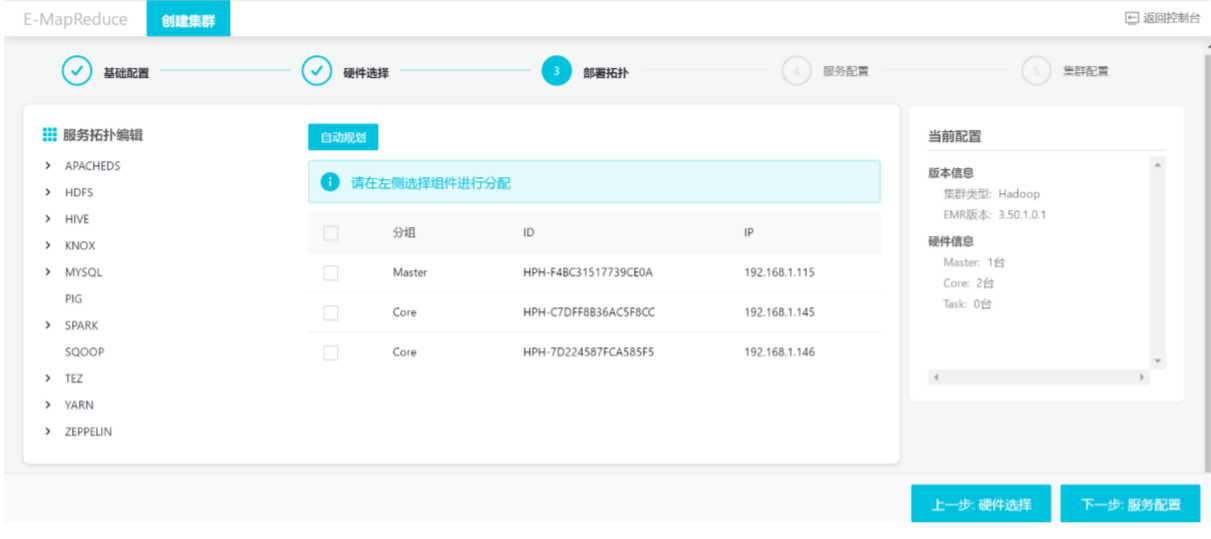 E-MapReduce 创建集群 返回控制台
基础配置 硬件选择 3 部署拓扑 4 服务配置 5 集群配置
服务拓扑编辑
APACHEDS
HDFS
HIVE
KNOX
MYSQL
PIG
SPARK
SQOOP
TEZ
YARN
ZEPPELIN
自动规划
请在左侧选择组件进行分配
分组 ID IP
Master HPH-F4BC31517739CE0A 192.168.1.115
Core HPH-C7DFF8B36AC5F8CC 192.168.1.145
Core HPH-7D224587FCA585F5 192.168.1.146
当前配置
版本信息
集群类型: Hadoop
EMR版本: 3.50.1.0.1
硬件信息
Master: 1台
Core: 2台
Task: 0台
上一步: 硬件选择 下一步: 服务配置